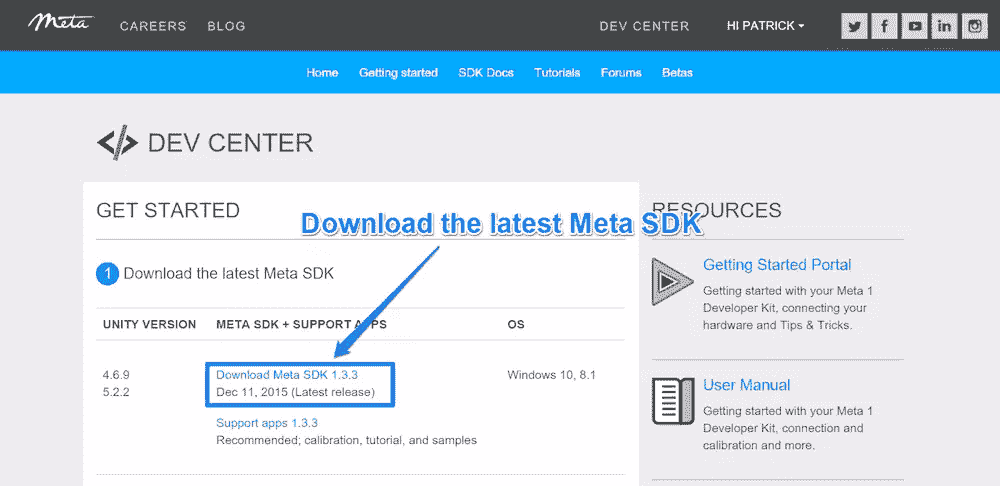 Meta CAREERS BLOG DEV CENTER HI PATRICK
Home Getting started SDK Docs Tutorials Forums Betas
</> DEV CENTER
GET STARTED
Download the latest Meta SDK
1 Download the latest Meta SDK
UNITY VERSION META SDK + SUPPORT APPS OS
4.6.9 Download Meta SDK 1.3.3 Windows 10, 8.1
5.2.2 Dec 11, 2015 (Latest release)
Support apps 1.3.3
Recommended; calibration, tutorial, and samples
RESOURCES
Getting Started Portal
Getting started with your Meta 1
Developer Kit, connecting your
hardware and Tips & Tricks.
User Manual
Getting started with your Meta 1
Developer Kit, connection and
calibration and more.